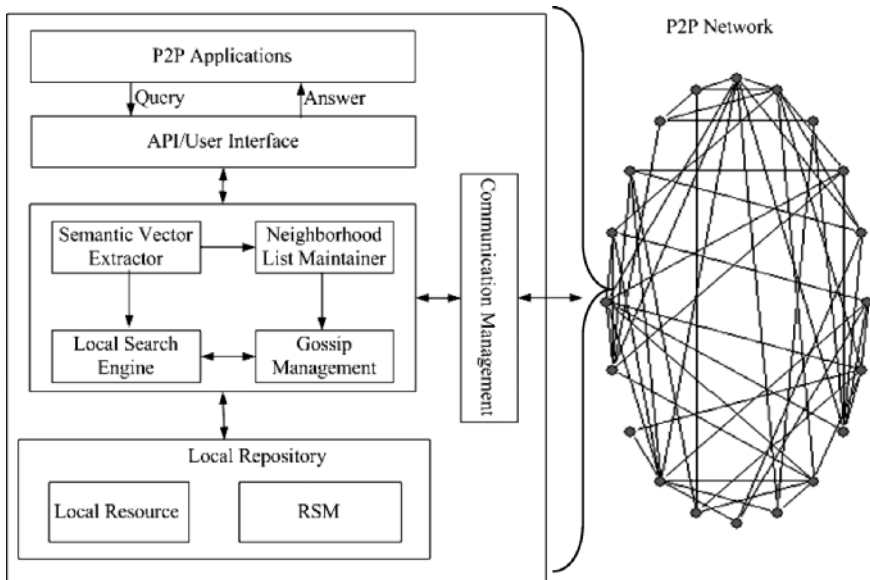 P2P Applications
Query
Answer
API/User Interface
Semantic Vector
Extractor
Neighborhood
List Maintainer
Local Search
Engine
Gossip
Management
Local Repository
Local Resource
RSM
Communication Management
P2P Network